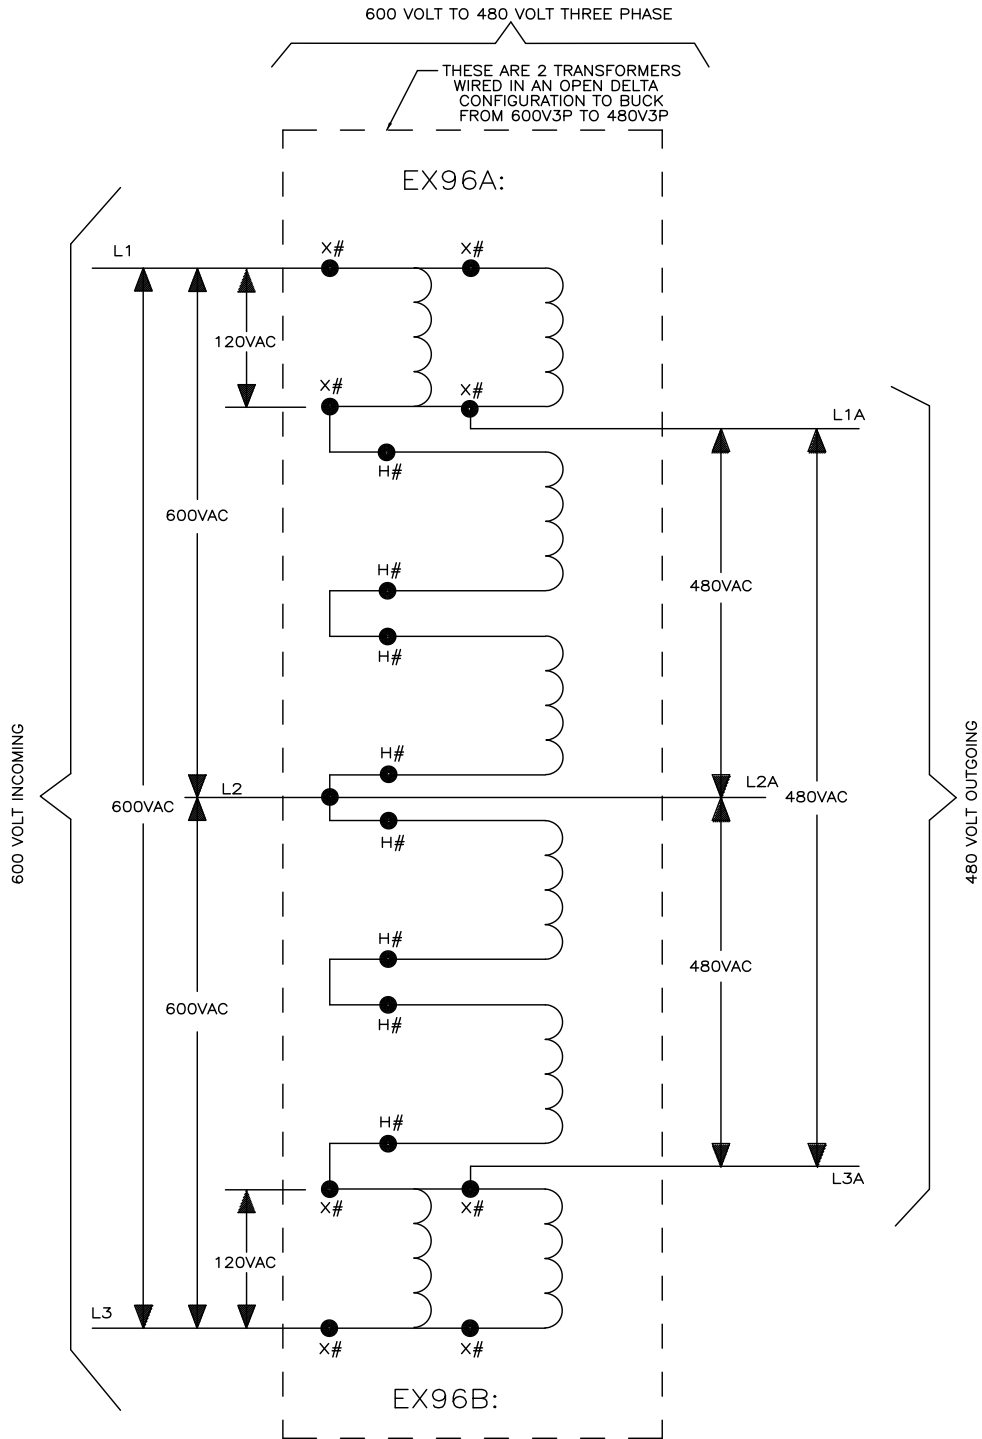 600 VOLT TO 480 VOLT THREE PHASE
THESE ARE 2 TRANSFORMERS
WIRED IN AN OPEN DELTA
CONFIGURATION TO BUCK
FROM 600V3P TO 480V3P
EX96A:
L1
X#
X#
120VAC
X#
X#
L1A
H#
600VAC
H#
480VAC
H#
600 VOLT INCOMING
H#
L2
L2A
600VAC
480VAC
480 VOLT OUTGOING
H#
H#
480VAC
600VAC
H#
H#
L3A
X#
X#
120VAC
L3
X#
X#
EX96B: